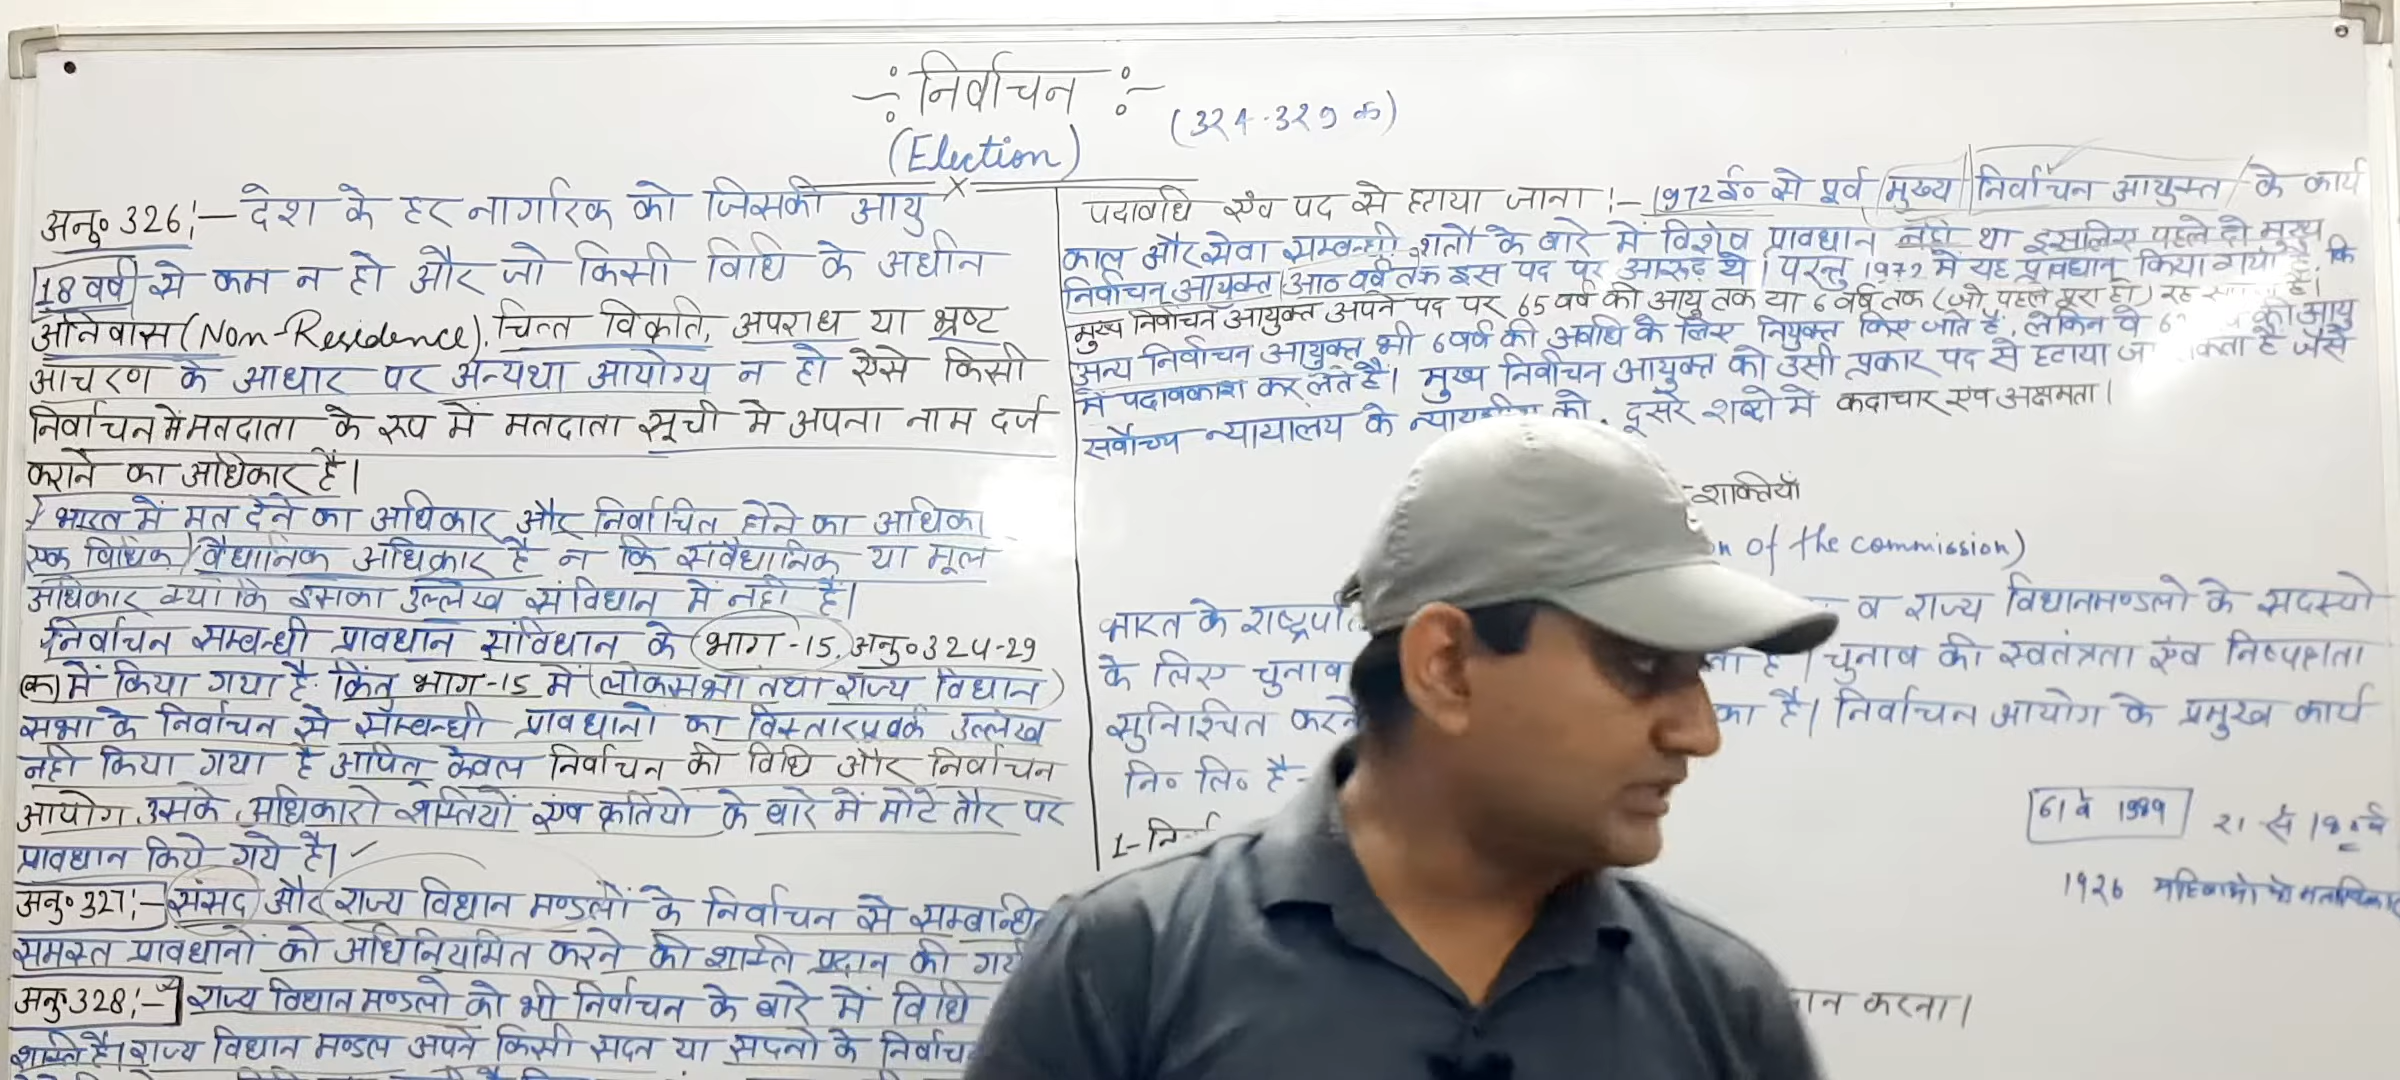 निर्वाचन
(Election)
(324-329 क)
अनु० 326:- देश के हर नागरिक को जिसकी आयु
18 वर्ष से कम न हो और जो किसी विधि के अधीन
अनिवास (Non-Residence), चित्त विकृति, अपराध या भ्रष्ट
आचरण के आधार पर अन्यथा आयोग्य न हो ऐसे किसी
निर्वाचन में मतदाता के रूप में मतदाता सूची मे अपना नाम दर्ज
कराने का अधिकार है।
भारत में मत देने का अधिकार और निर्वाचित होने का अधिका
एक विधिक/वैधानिक अधिकार है न कि संवैधानिक या मूल
अधिकार क्यों कि इसका उल्लेख संविधान में नहीं है।
निर्वाचन सम्बन्धी प्रावधान संविधान के (भाग-15, अनु० 324-29
(क) में किया गया है किंतु भाग-15 में (लोकसभा तथा राज्य विधान)
सभा के निर्वाचन से सम्बन्धी प्रावधानो का विस्तारपूर्वक उल्लेख
नही किया गया है अपितु केवल निर्वाचन की विधि और निर्वाचन
आयोग, उसके अधिकारो शक्तियों एंव कृतियो के बारे में मोटे तौर पर
प्रावधान किये गये है।
अनु० 327:- संसद और राज्य विधान मण्डलों के निर्वाचन से सम्बन्धित
समस्त प्रावधानों को अधिनियमित करने की शक्ति प्रदान की गयी
अनु० 328:- राज्य विधान मण्डलो को भी निर्वाचन के बारे में विधि
शक्ति है। राज्य विधान मण्डल अपने किसी सदन या सदनो के निर्वाच
पदावधि एंव पद से हटाया जाना :- 1972 ई० से पूर्व मुख्य निर्वाचन आयुक्त के कार्य
काल और सेवा सम्बन्धी शर्तो के बारे में विशेष प्रावधान नही था इसलिए पहले दो मुख्य
निर्वाचन आयुक्त आठ वर्ष तक इस पद पर आरूढ़ थे। परन्तु 1972 में यह प्रावधान किया गया है, कि
मुख्य निर्वाचन आयुक्त अपने पद पर 65 वर्ष की आयु तक या 6 वर्ष तक (जो पहले पूरा हो) रह है।
अन्य निर्वाचन आयुक्त भी 6 वर्ष की अवधि के लिए नियुक्त किए जाते हैं, लेकिन वे 6 की आयु
में पदावकाश कर लेते हैं। मुख्य निर्वाचन आयुक्त को उसी प्रकार पद से हटाया जा कता है जैसे
सर्वोच्च न्यायालय के को, दूसरे शब्दो में कदाचार एंव अक्षमता।
शक्तियाँ
on of the commission)
भारत के राष्ट्रपति व राज्य विधानमण्डलो के सदस्यो
के लिए चुनाव ता है। चुनाव की स्वतंत्रता एंव निष्पक्षता
सुनिश्चित करने का है। निर्वाचन आयोग के प्रमुख कार्य
नि० लि० है-
1- नि
61 वे 1989 21 से 18 वर्ष
1926 महिलाओ को मताधिकार
दान करना।